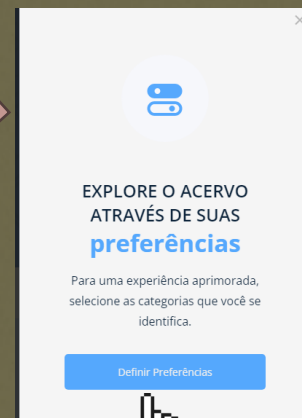 EXPLORE O ACERVO
ATRAVÉS DE SUAS
preferências
Para uma experiência aprimorada,
selecione as categorias que você se
identifica.
Definir Preferências